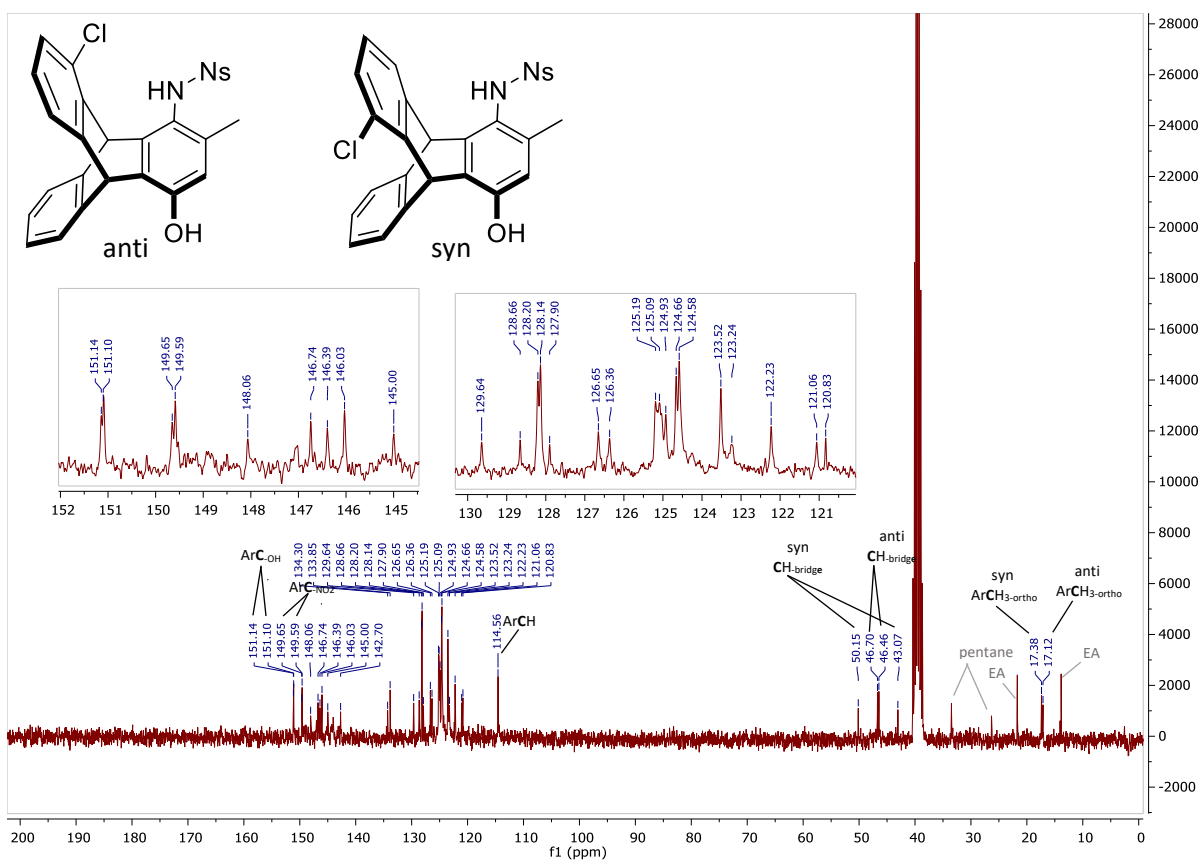 Cl
HN
Ns
OH
anti
HN
Ns
Cl
OH
syn
151.14
151.10
149.65
149.59
148.06
146.74
146.39
146.03
145.00
152 151 150 149 148 147 146 145
129.64
128.66
128.20
128.14
127.90
126.65
126.36
125.19
125.09
124.93
124.66
124.58
123.52
123.24
122.23
121.06
120.83
130 129 128 127 126 125 124 123 122 121
ArC-OH
ArC-NO2
134.30
133.85
129.64
128.66
128.20
128.14
127.90
126.65
126.36
125.19
125.09
124.93
124.66
124.58
123.52
123.24
122.23
121.06
120.83
151.14
151.10
149.65
149.59
148.06
146.74
146.39
146.03
145.00
142.70
114.56
ArCH
syn
CH-bridge
anti
CH-bridge
50.15
46.70
46.46
43.07
syn
ArCH3-ortho
anti
ArCH3-ortho
17.38
17.12
pentane
EA
EA
28000
26000
24000
22000
20000
18000
16000
14000
12000
10000
8000
6000
4000
2000
0
-2000
200 190 180 170 160 150 140 130 120 110 100 90 80 70 60 50 40 30 20 10 0
f1 (ppm)